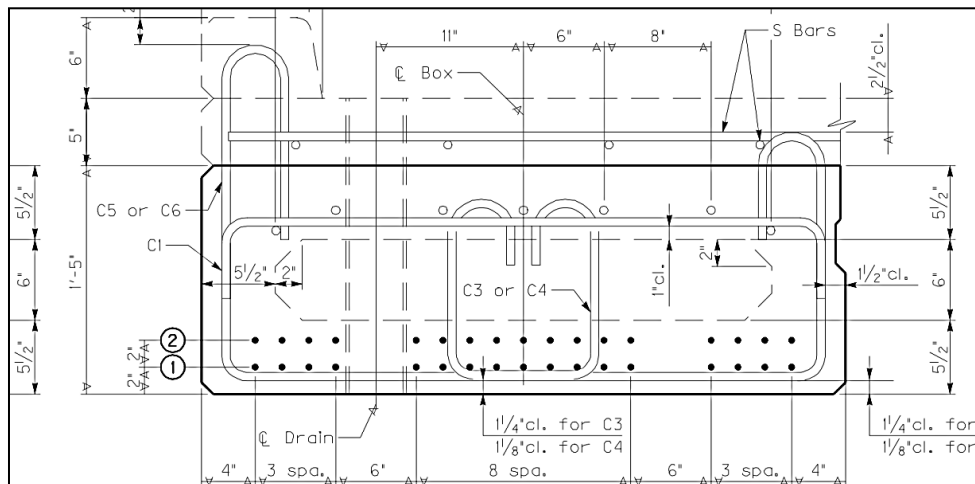 2"
11"
6"
8"
S Bars
2½"cl.
℄ Box
6"
5"
5½"
6"
5½"
1'-5"
C5 or C6
C1
5½"
2"
C3 or C4
1"cl.
2"
1½"cl.
5½"
6"
5½"
2
1
2"
2"
℄ Drain
1¼"cl. for C3
1⅛"cl. for C4
1¼"cl. for
1⅛"cl. for
4"
3 spa.
6"
8 spa.
6"
3 spa.
4"